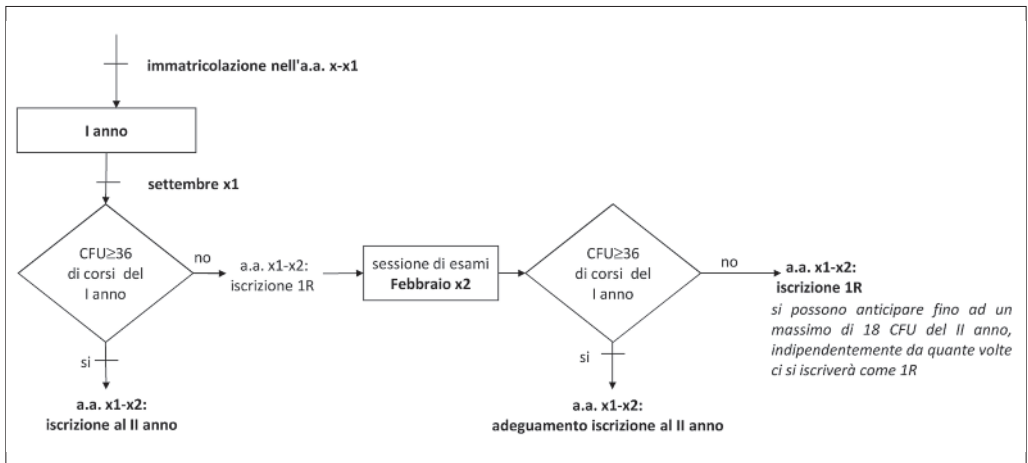 immatricolazione nell'a.a. x-x1
I anno
settembre x1
CFU≥36
di corsi del
I anno
no
a.a. x1-x2:
iscrizione 1R
sessione di esami
Febbraio x2
CFU≥36
di corsi del
I anno
no
a.a. x1-x2:
iscrizione 1R
si possono anticipare fino ad un
massimo di 18 CFU del II anno,
indipendentemente da quante volte
ci si iscriverà come 1R
si
a.a. x1-x2:
iscrizione al II anno
si
a.a. x1-x2:
adeguamento iscrizione al II anno